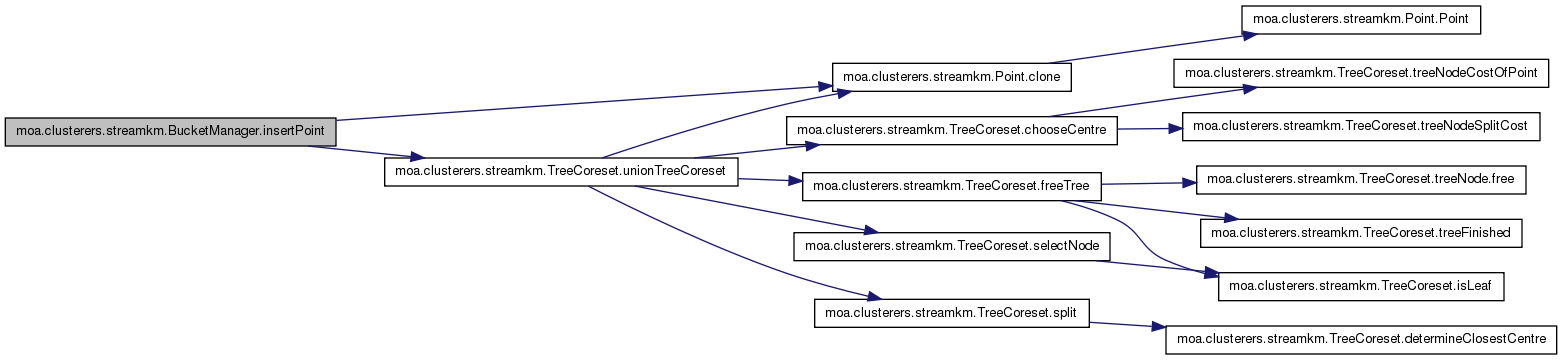 moa.clusterers.streamkm.Point.Point
moa.clusterers.streamkm.Point.clone
moa.clusterers.streamkm.TreeCoreset.treeNodeCostOfPoint
moa.clusterers.streamkm.BucketManager.insertPoint
moa.clusterers.streamkm.TreeCoreset.chooseCentre
moa.clusterers.streamkm.TreeCoreset.treeNodeSplitCost
moa.clusterers.streamkm.TreeCoreset.unionTreeCoreset
moa.clusterers.streamkm.TreeCoreset.freeTree
moa.clusterers.streamkm.TreeCoreset.treeNode.free
moa.clusterers.streamkm.TreeCoreset.treeFinished
moa.clusterers.streamkm.TreeCoreset.selectNode
moa.clusterers.streamkm.TreeCoreset.isLeaf
moa.clusterers.streamkm.TreeCoreset.split
moa.clusterers.streamkm.TreeCoreset.determineClosestCentre